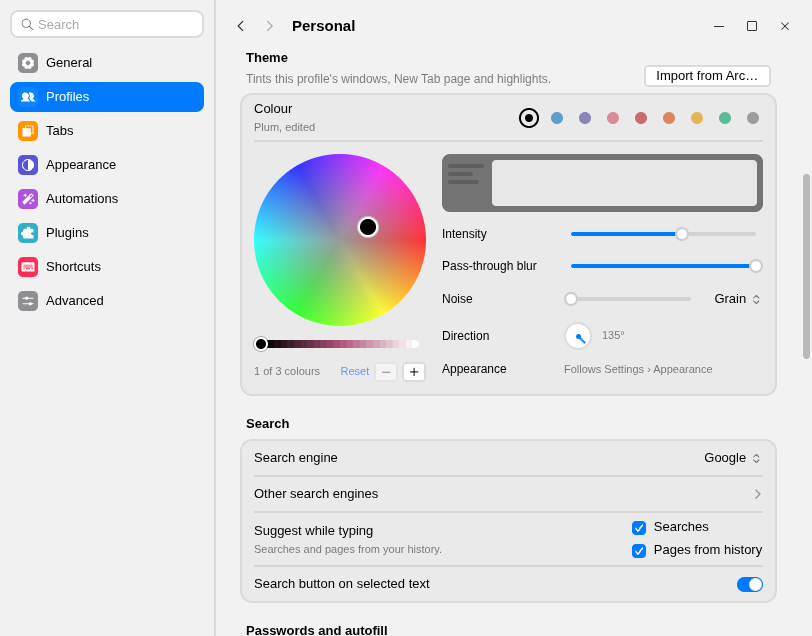 Search
General
Profiles
Tabs
Appearance
Automations
Plugins
Shortcuts
Advanced
Personal
Theme
Tints this profile's windows, New Tab page and highlights.
Import from Arc…
Colour
Plum, edited
Intensity
Pass-through blur
Noise
Grain
Direction
135°
1 of 3 colours
Reset
Appearance
Follows Settings › Appearance
Search
Search engine
Google
Other search engines
Suggest while typing
Searches and pages from your history.
Searches
Pages from history
Search button on selected text
Passwords and autofill